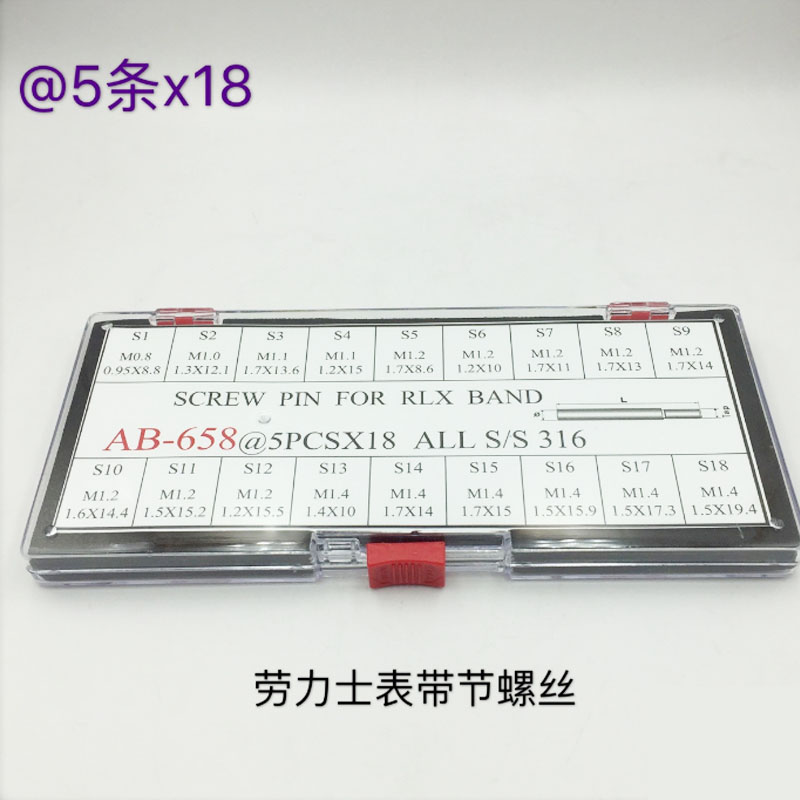 @5条x18
S1 S2 S3 S4 S5 S6 S7 S8 S9
M0.8 M1.0 M1.1 M1.1 M1.2 M1.2 M1.2 M1.2 M1.2
0.95X8.8 1.3X12.1 1.7X13.6 1.2X15 1.7X8.6 1.2X10 1.7X11 1.7X13 1.7X14
SCREW PIN FOR RLX BAND
L
Ø
Tap
AB-658@5PCSX18 ALL S/S 316
S10 S11 S12 S13 S14 S15 S16 S17 S18
M1.2 M1.2 M1.2 M1.4 M1.4 M1.4 M1.4 M1.4 M1.4
1.6X14.4 1.5X15.2 1.2X15.5 1.4X10 1.7X14 1.7X15 1.5X15.9 1.5X17.3 1.5X19.4
劳力士表带节螺丝